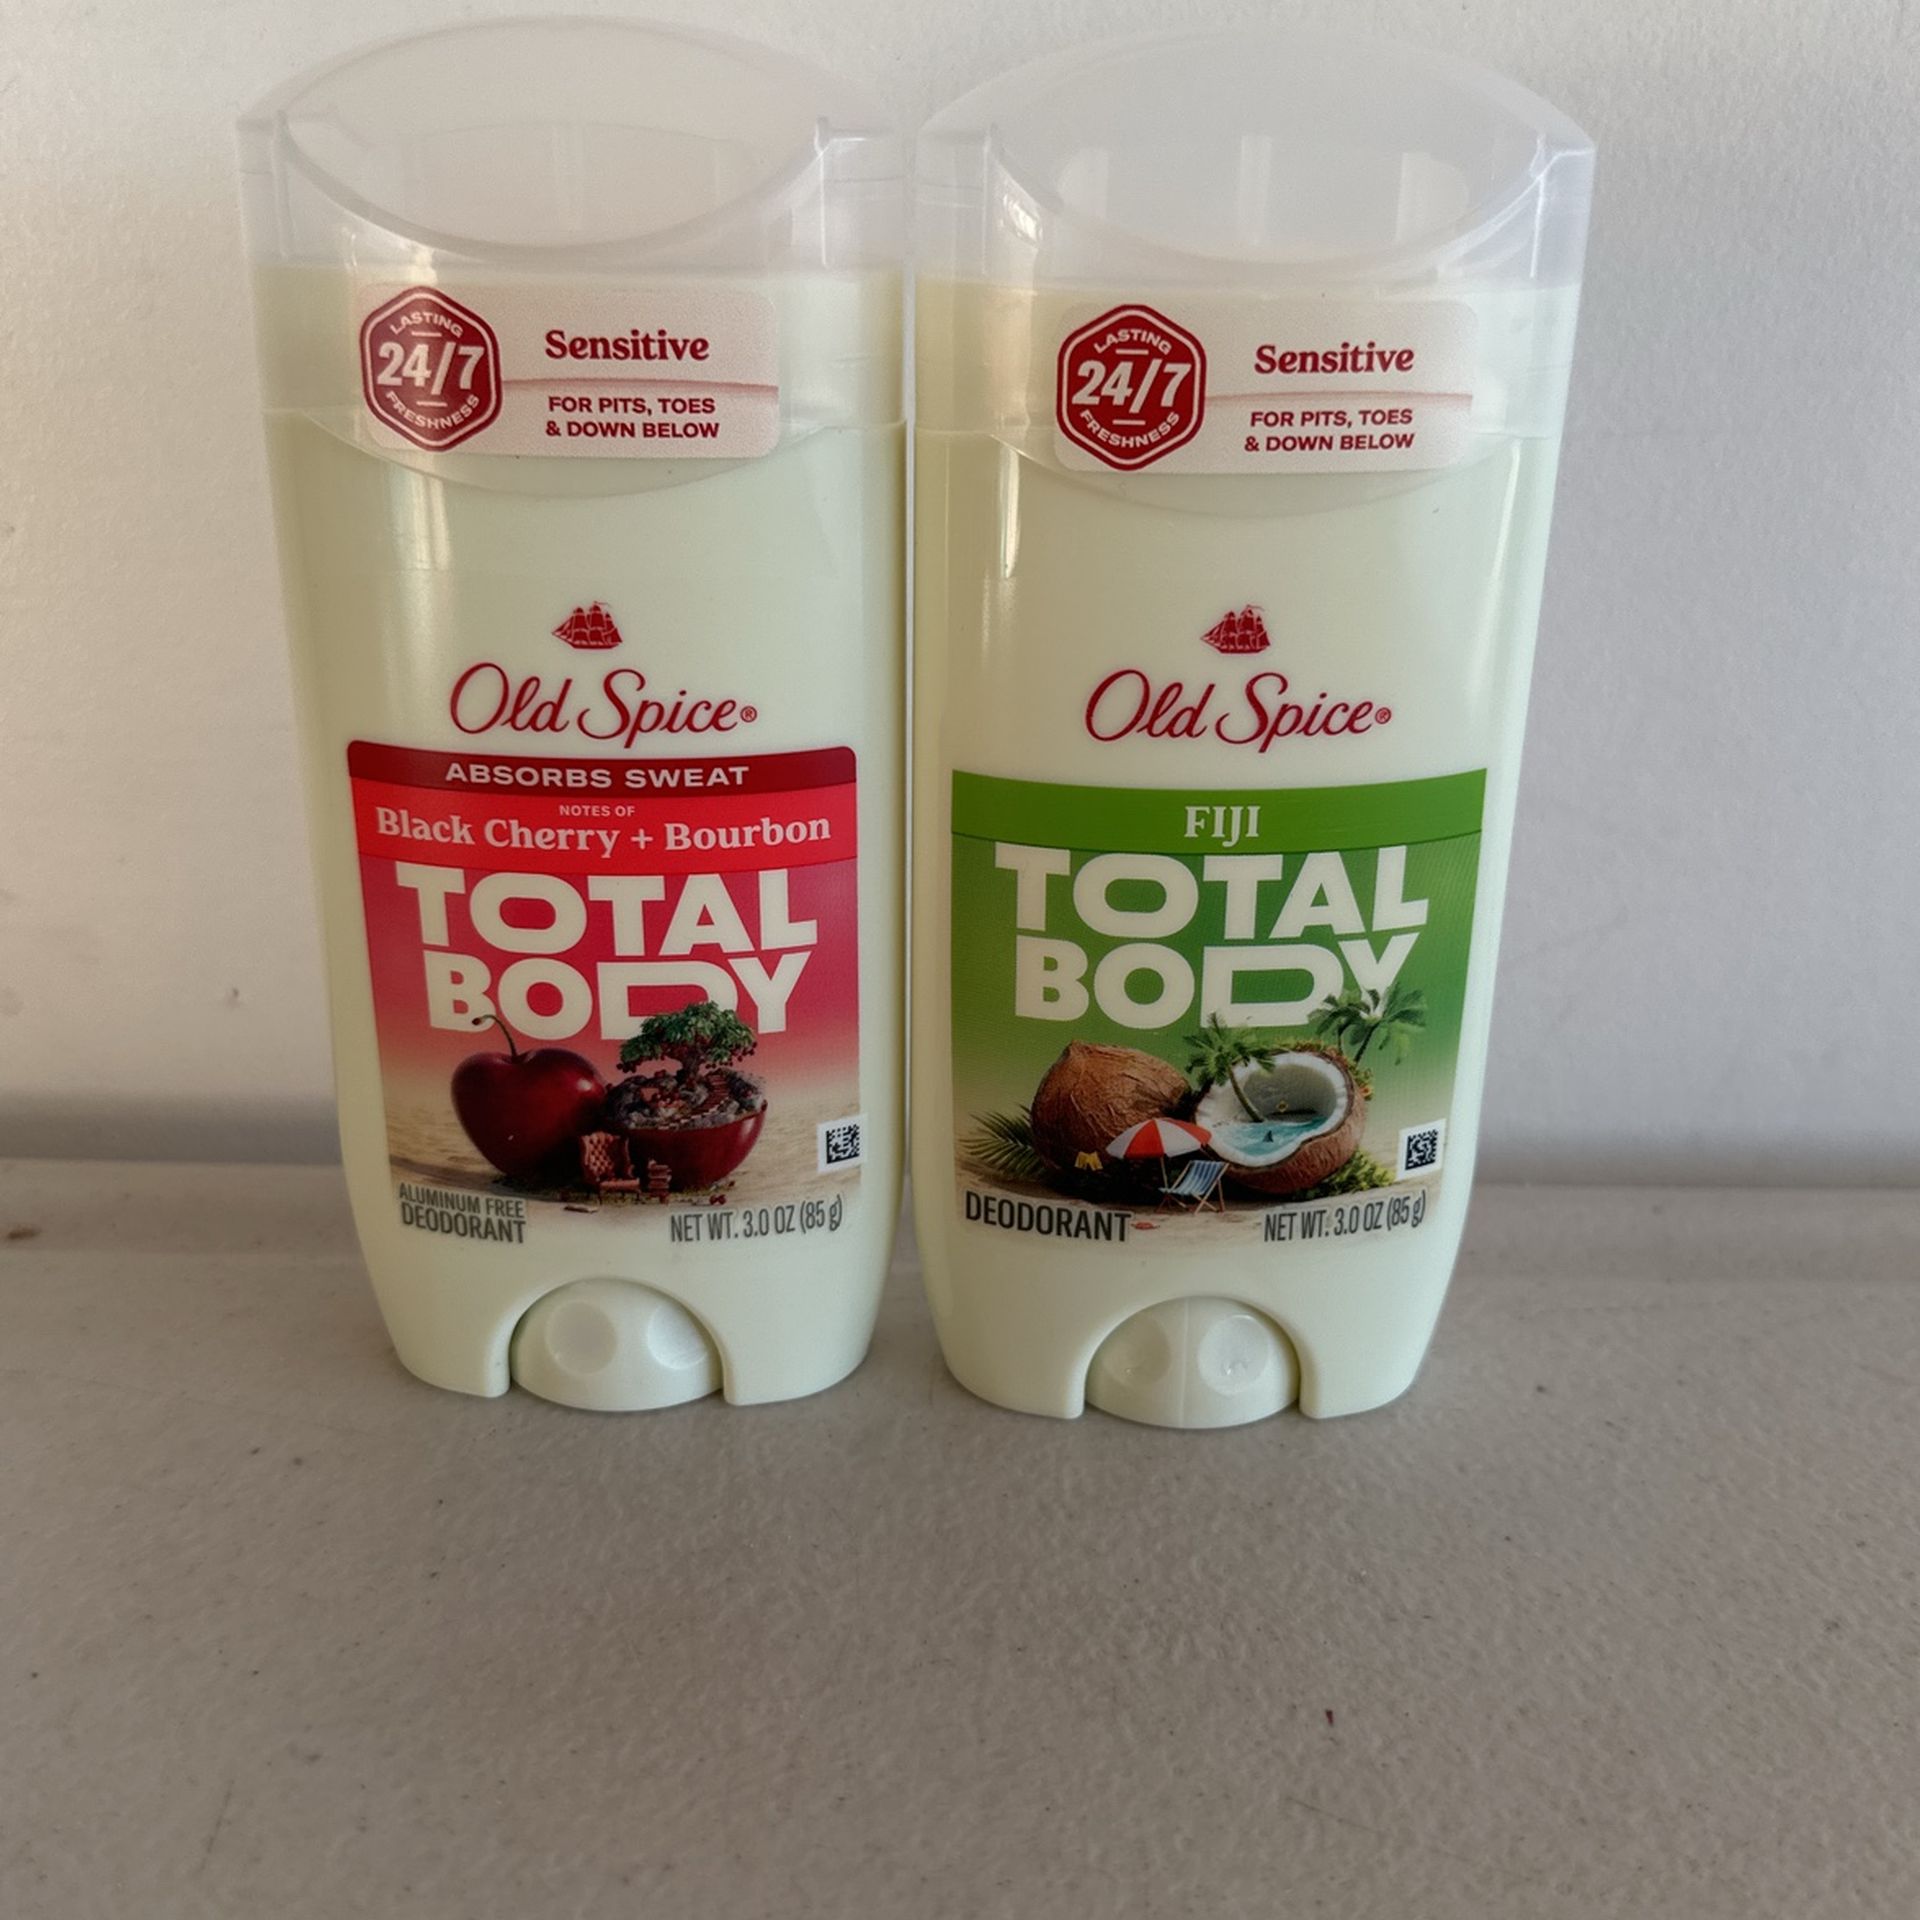 LASTING
24/7
FRESHNESS
Sensitive
FOR PITS, TOES
& DOWN BELOW
Old Spice®
ABSORBS SWEAT
NOTES OF
Black Cherry + Bourbon
TOTAL
BODY
ALUMINUM FREE
DEODORANT
NET WT. 3.0 OZ (85 g)
LASTING
24/7
FRESHNESS
Sensitive
FOR PITS, TOES
& DOWN BELOW
Old Spice®
FIJI
TOTAL
BODY
DEODORANT
NET WT. 3.0 OZ (85 g)